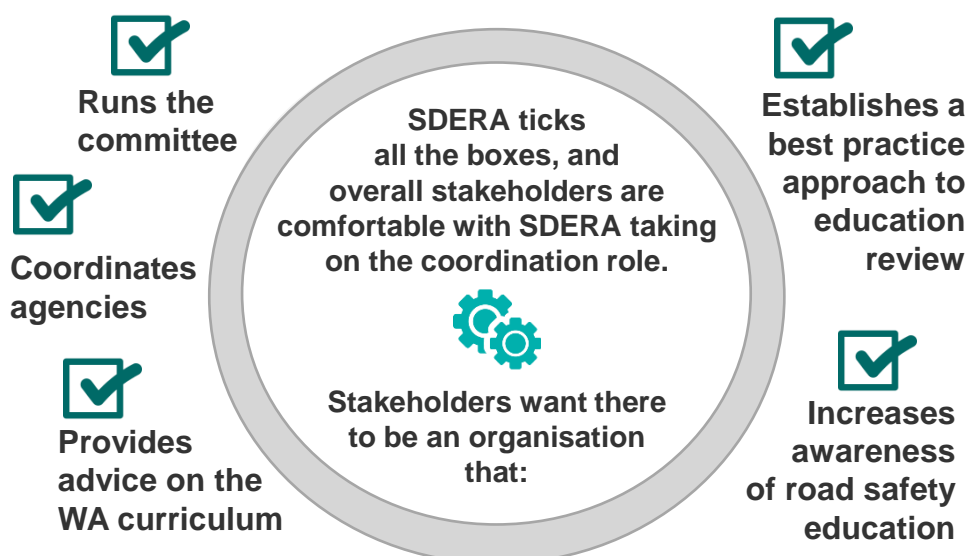 Runs the
committee
Coordinates
agencies
Provides
advice on the
WA curriculum
SDERA ticks
all the boxes, and
overall stakeholders are
comfortable with SDERA taking
on the coordination role.
Stakeholders want there
to be an organisation
that:
Establishes a
best practice
approach to
education
review
Increases
awareness
of road safety
education